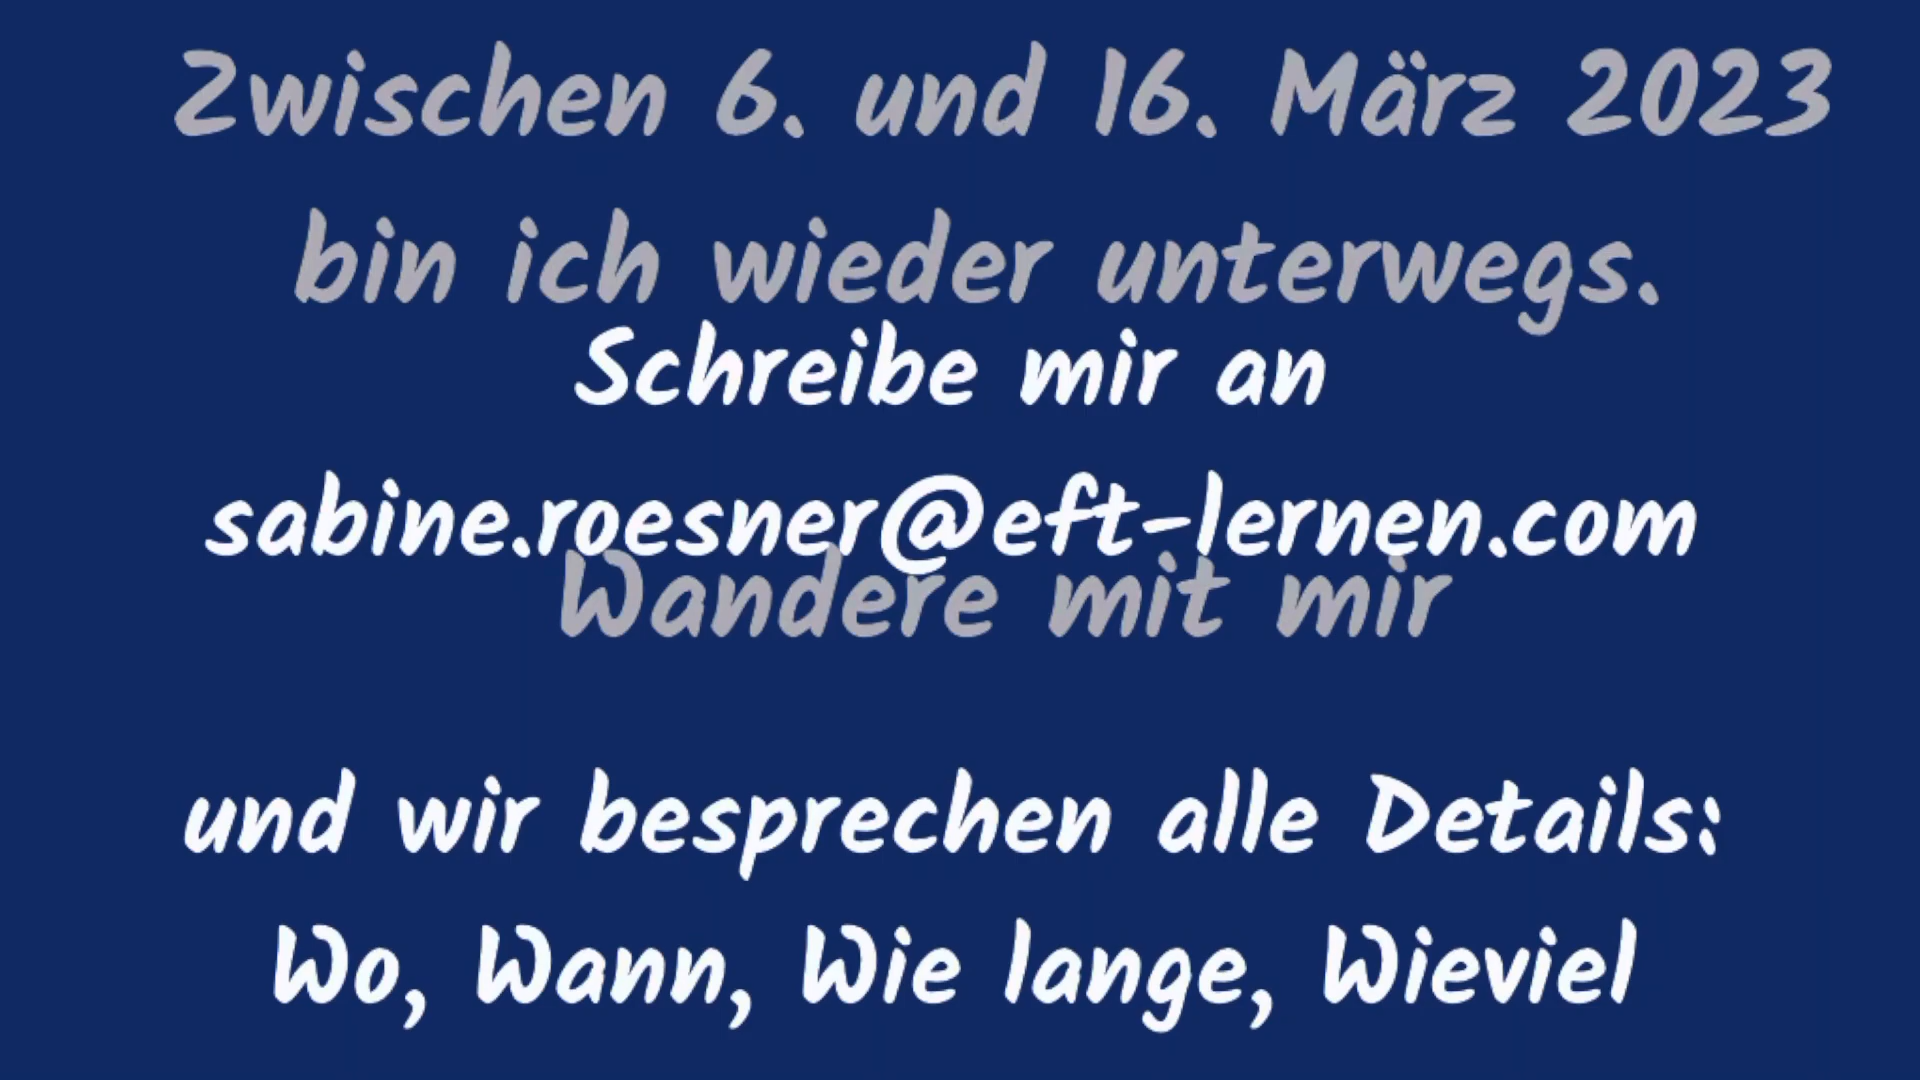 Zwischen 6. und 16. März 2023
bin ich wieder unterwegs.
Schreibe mir an
sabine.roesner@eft-lernen.com
Wandere mit mir
und wir besprechen alle Details:
Wo, Wann, Wie lange, Wieviel